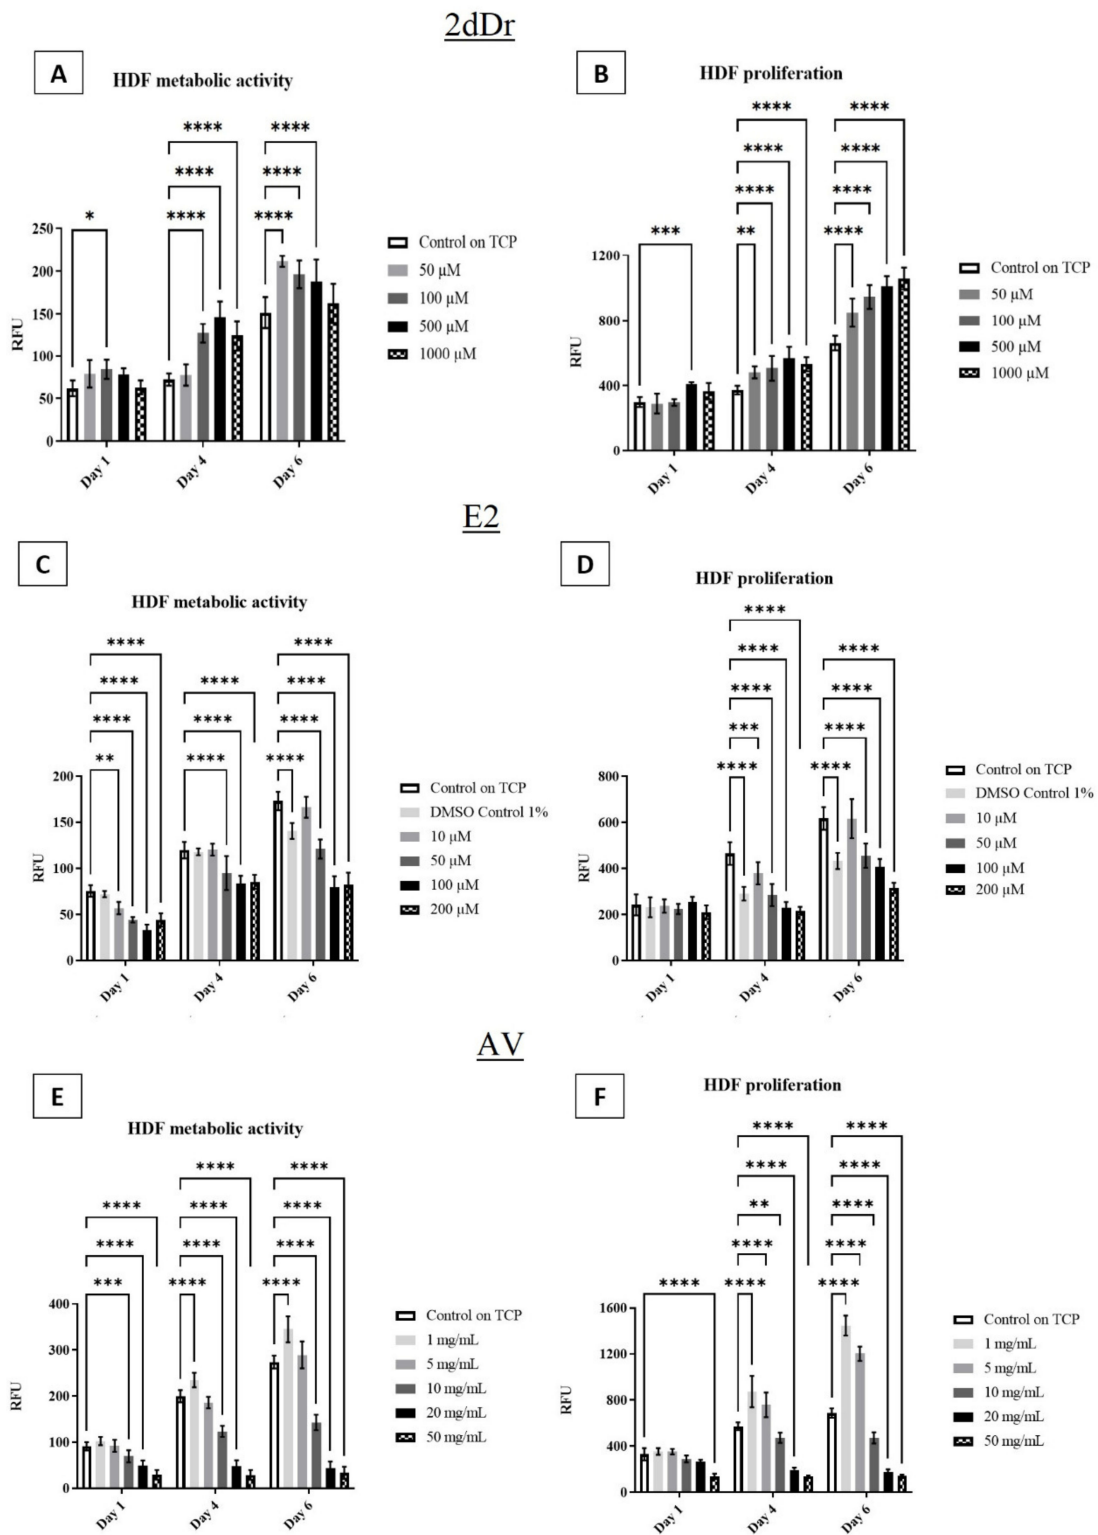 2dDr
A
HDF metabolic activity
****
****
****
****
****
****
*
****
250
200
150
100
50
0
RFU
Day 1
Day 4
Day 6
Control on TCP
50 µM
100 µM
500 µM
1000 µM
B
HDF proliferation
****
****
****
****
****
****
***
**
****
1200
800
400
0
RFU
Day 1
Day 4
Day 6
Control on TCP
50 µM
100 µM
500 µM
1000 µM
E2
C
HDF metabolic activity
****
****
****
****
****
****
****
****
**
****
****
200
150
100
50
0
RFU
Day 1
Day 4
Day 6
Control on TCP
DMSO Control 1%
10 µM
50 µM
100 µM
200 µM
D
HDF proliferation
****
****
****
****
****
***
****
****
****
800
600
400
200
0
RFU
Day 1
Day 4
Day 6
Control on TCP
DMSO Control 1%
10 µM
50 µM
100 µM
200 µM
AV
E
HDF metabolic activity
****
****
****
****
****
****
****
****
***
****
****
400
300
200
100
0
RFU
Day 1
Day 4
Day 6
Control on TCP
1 mg/mL
5 mg/mL
10 mg/mL
20 mg/mL
50 mg/mL
F
HDF proliferation
****
****
****
****
**
****
****
****
****
****
****
1600
1200
800
400
0
RFU
Day 1
Day 4
Day 6
Control on TCP
1 mg/mL
5 mg/mL
10 mg/mL
20 mg/mL
50 mg/mL